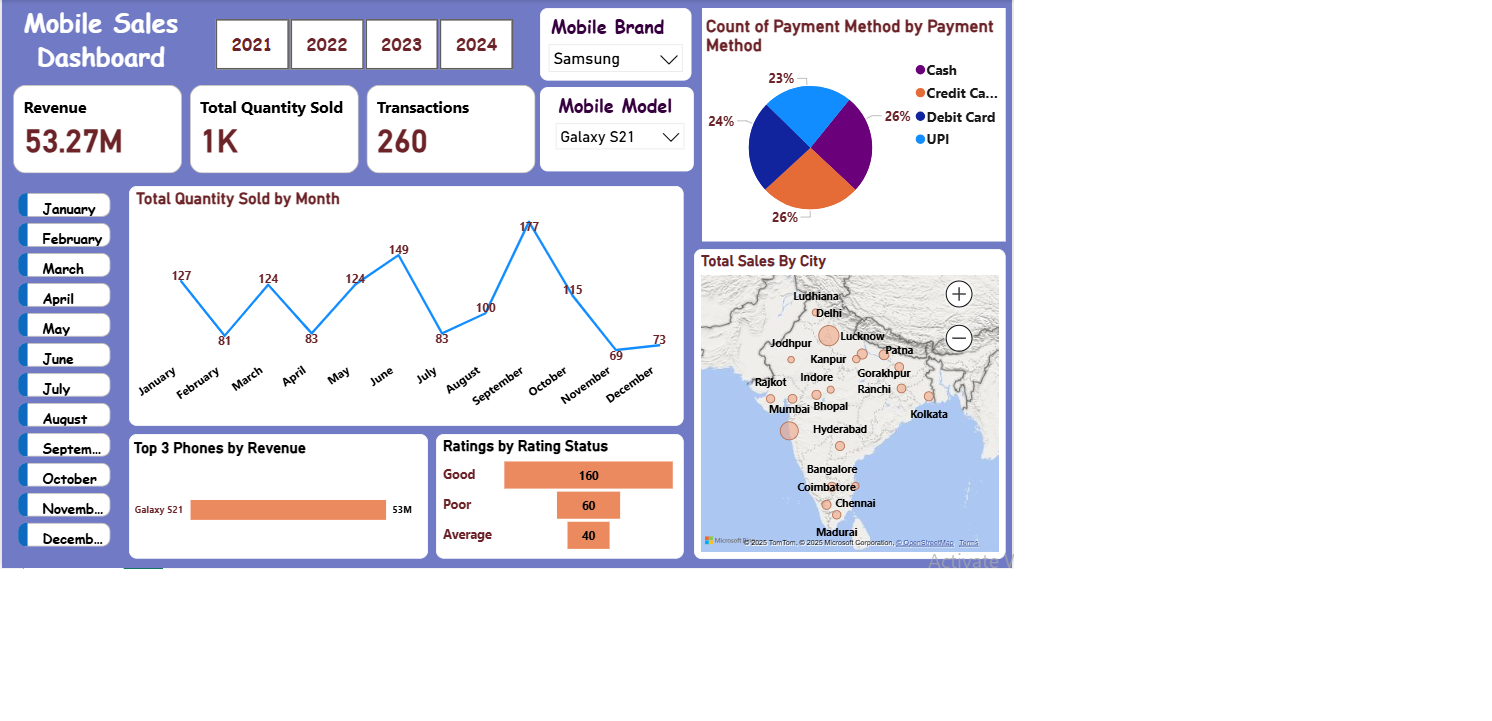 Mobile Sales
Dashboard
2021
2022
2023
2024
Mobile Brand
Samsung
Mobile Model
Galaxy S21
Revenue
53.27M
Total Quantity Sold
1K
Transactions
260
Count of Payment Method by Payment
Method
23%
24%
26%
26%
Cash
Credit Ca...
Debit Card
UPI
January
February
March
April
May
June
July
August
Septem...
October
Novemb...
Decemb...
Total Quantity Sold by Month
127
81
124
83
124
149
83
100
177
115
69
73
January
February
March
April
May
June
July
August
September
October
November
December
Top 3 Phones by Revenue
Galaxy S21
53M
Ratings by Rating Status
Good
160
Poor
60
Average
40
Total Sales By City
Ludhiana
Delhi
Lucknow
Jodhpur
Patna
Kanpur
Gorakhpur
Indore
Rajkot
Ranchi
Mumbai
Bhopal
Kolkata
Hyderabad
Bangalore
Coimbatore
Chennai
Madurai
Microsoft
© 2025 TomTom, © 2025 Microsoft Corporation, © OpenStreetMap Terms
Activate